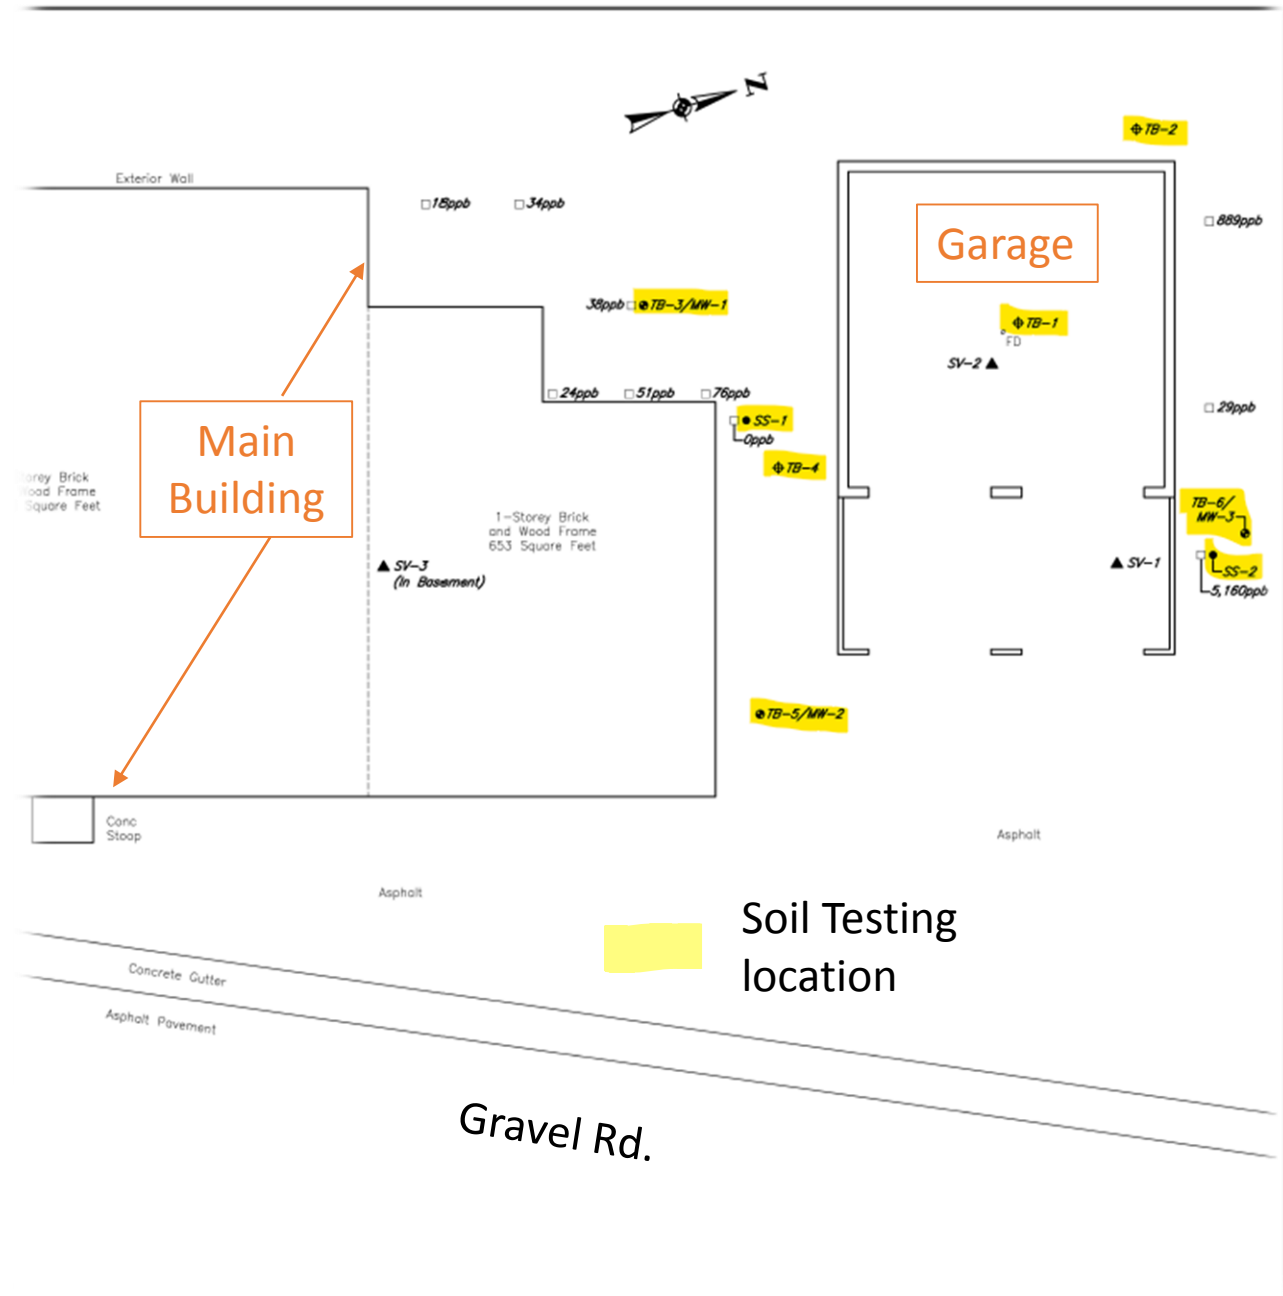 N
TB-2
Exterior Wall
18ppb
34ppb
889ppb
Garage
38ppb
TB-3/MW-1
TB-1
FD
SV-2
24ppb
51ppb
76ppb
29ppb
SS-1
0ppb
Main
Building
TB-4
orey Brick
ood Frame
Square Feet
1-Storey Brick
and Wood Frame
653 Square Feet
TB-6/
MW-3
SV-3
(In Basement)
SV-1
SS-2
5,160ppb
TB-5/MW-2
Conc
Stoop
Asphalt
Asphalt
Soil Testing
location
Concrete Gutter
Asphalt Pavement
Gravel Rd.